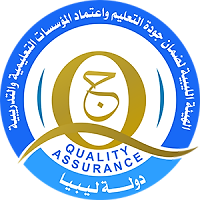 الهيئة الليبية لضمان جودة التعليم واعتماد المؤسسات التعليمية والتدريبية
ج
QUALITY
ASSURANCE
دولة ليبيا